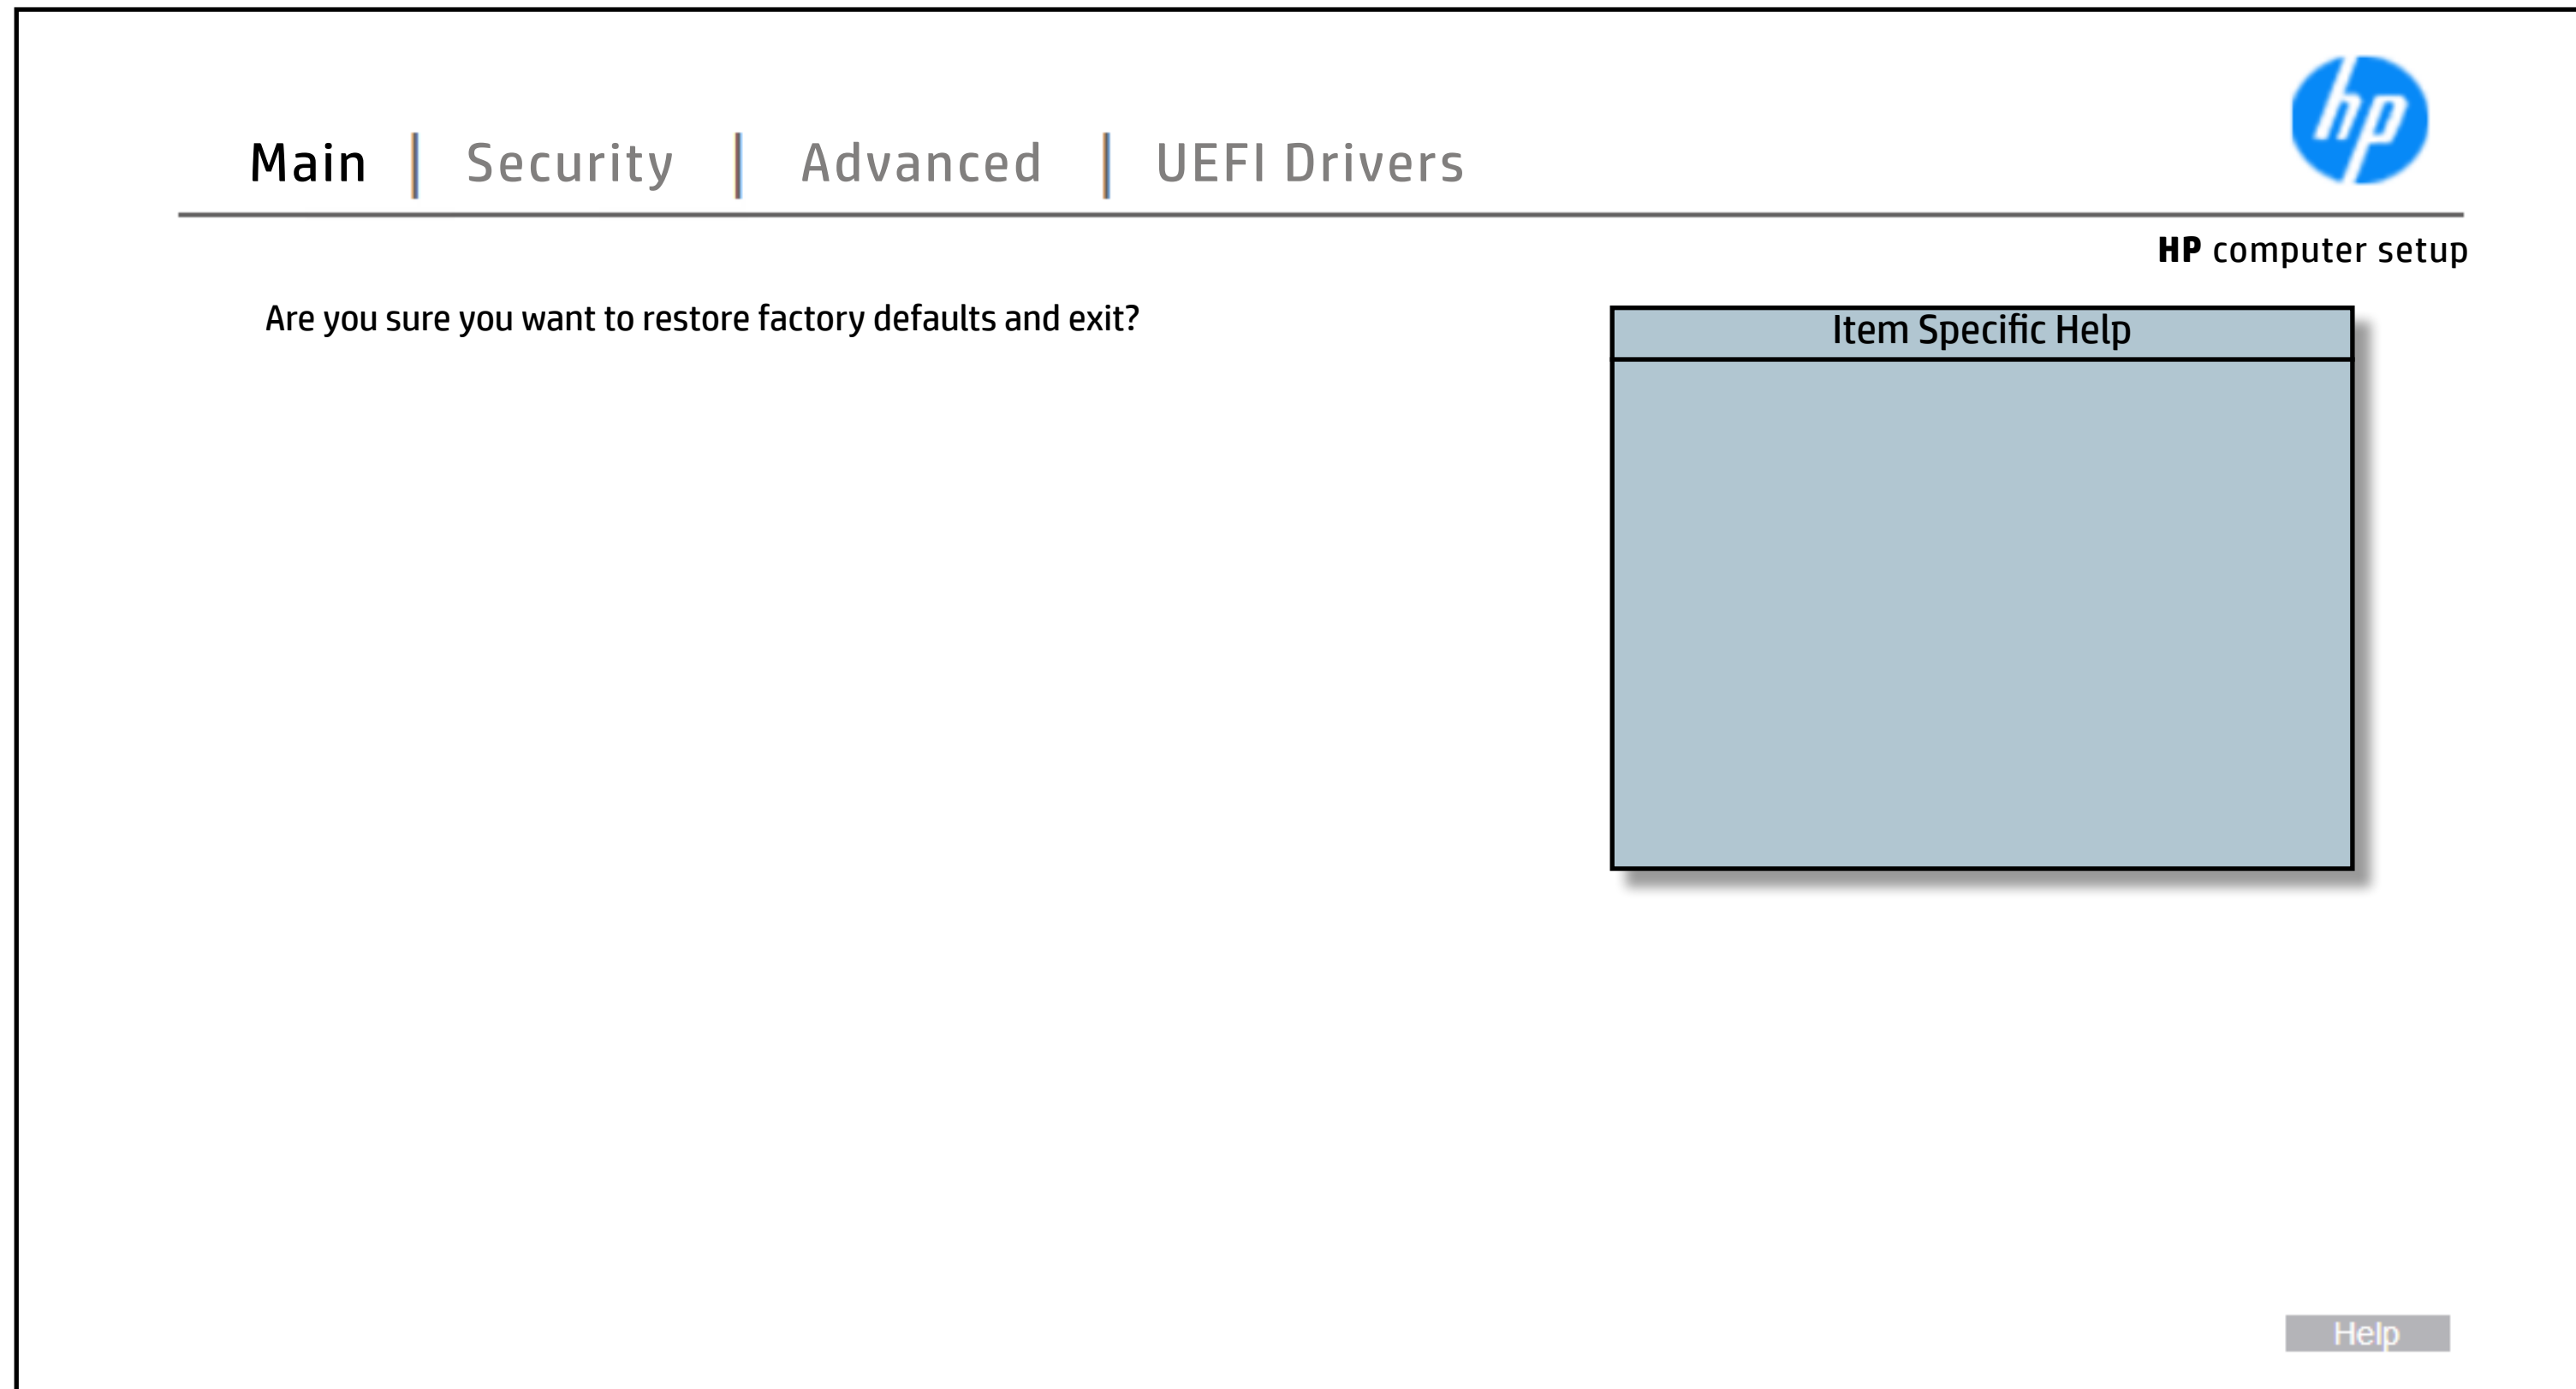 hp
Main | Security | Advanced | UEFI Drivers
HP computer setup
Are you sure you want to restore factory defaults and exit?
Item Specific Help
Help